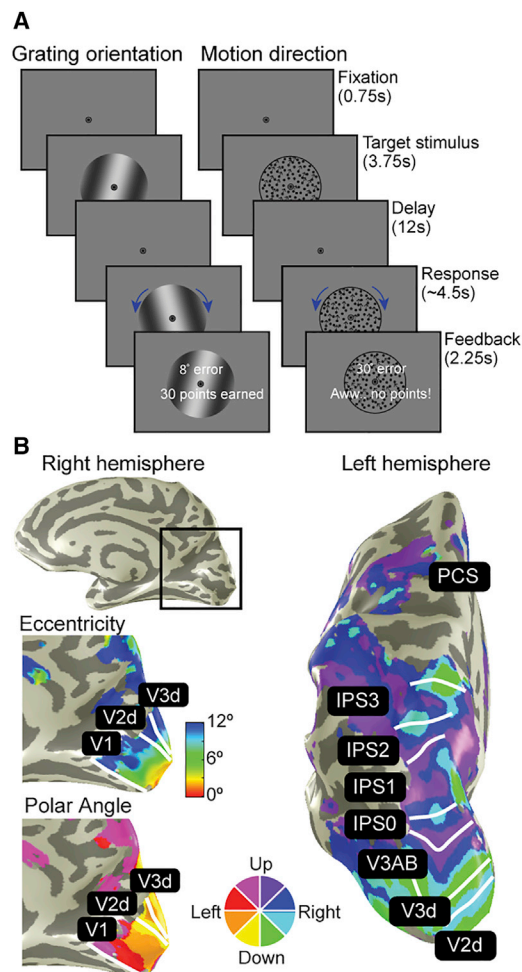 A
Grating orientation
Motion direction
Fixation
(0.75s)
Target stimulus
(3.75s)
Delay
(12s)
Response
(~4.5s)
Feedback
(2.25s)
8° error
30 points earned
30° error
Aww...no points!
B
Right hemisphere
Left hemisphere
Eccentricity
V3d
V2d
V1
12º
6º
0º
Polar Angle
V3d
V2d
V1
Up
Left
Right
Down
PCS
IPS3
IPS2
IPS1
IPS0
V3AB
V3d
V2d